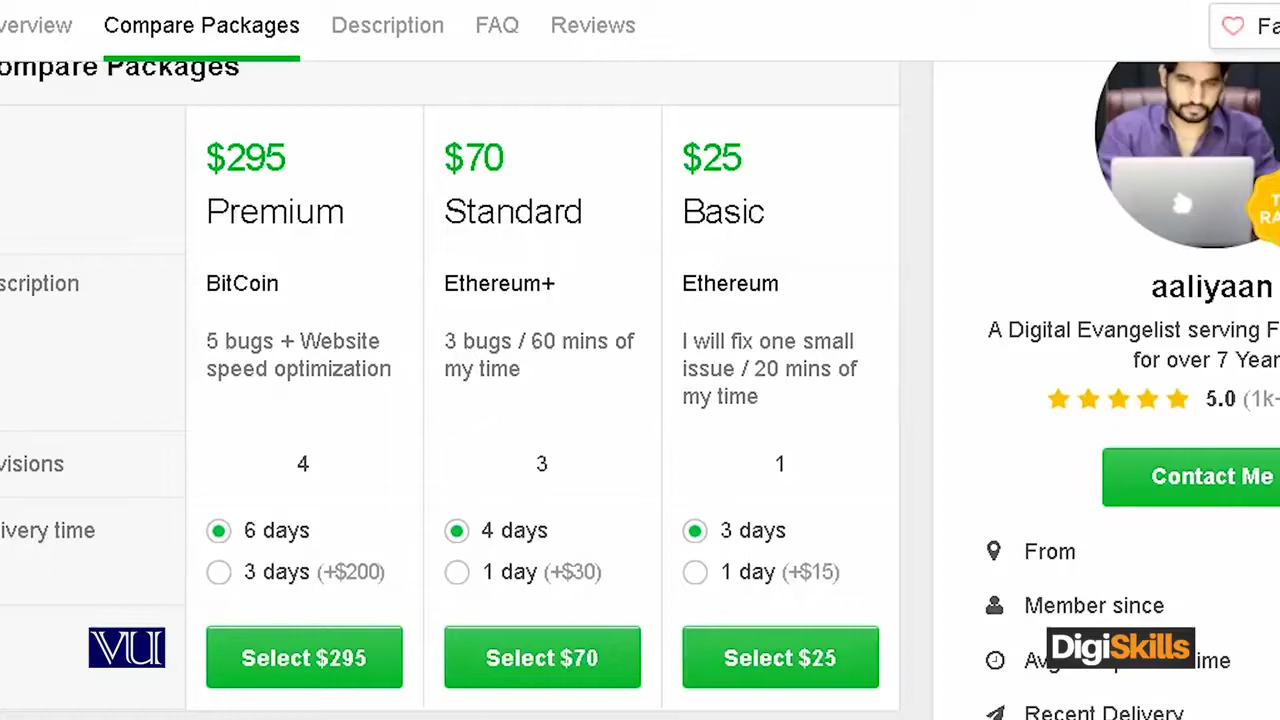 verview Compare Packages Description FAQ Reviews Fa
ompare Packages
$295 $70 $25
Premium Standard Basic
scription BitCoin Ethereum+ Ethereum
5 bugs + Website
speed optimization
3 bugs / 60 mins of
my time
I will fix one small
issue / 20 mins of
my time
visions 4 3 1
ivery time 6 days 4 days 3 days
3 days (+$200) 1 day (+$30) 1 day (+$15)
VU Select $295 Select $70 Select $25
T
RA
aaliyaan
A Digital Evangelist serving F
for over 7 Year
5.0 (1k+
Contact Me
From
Member since
DigiSkills
Av ime
Recent Delivery